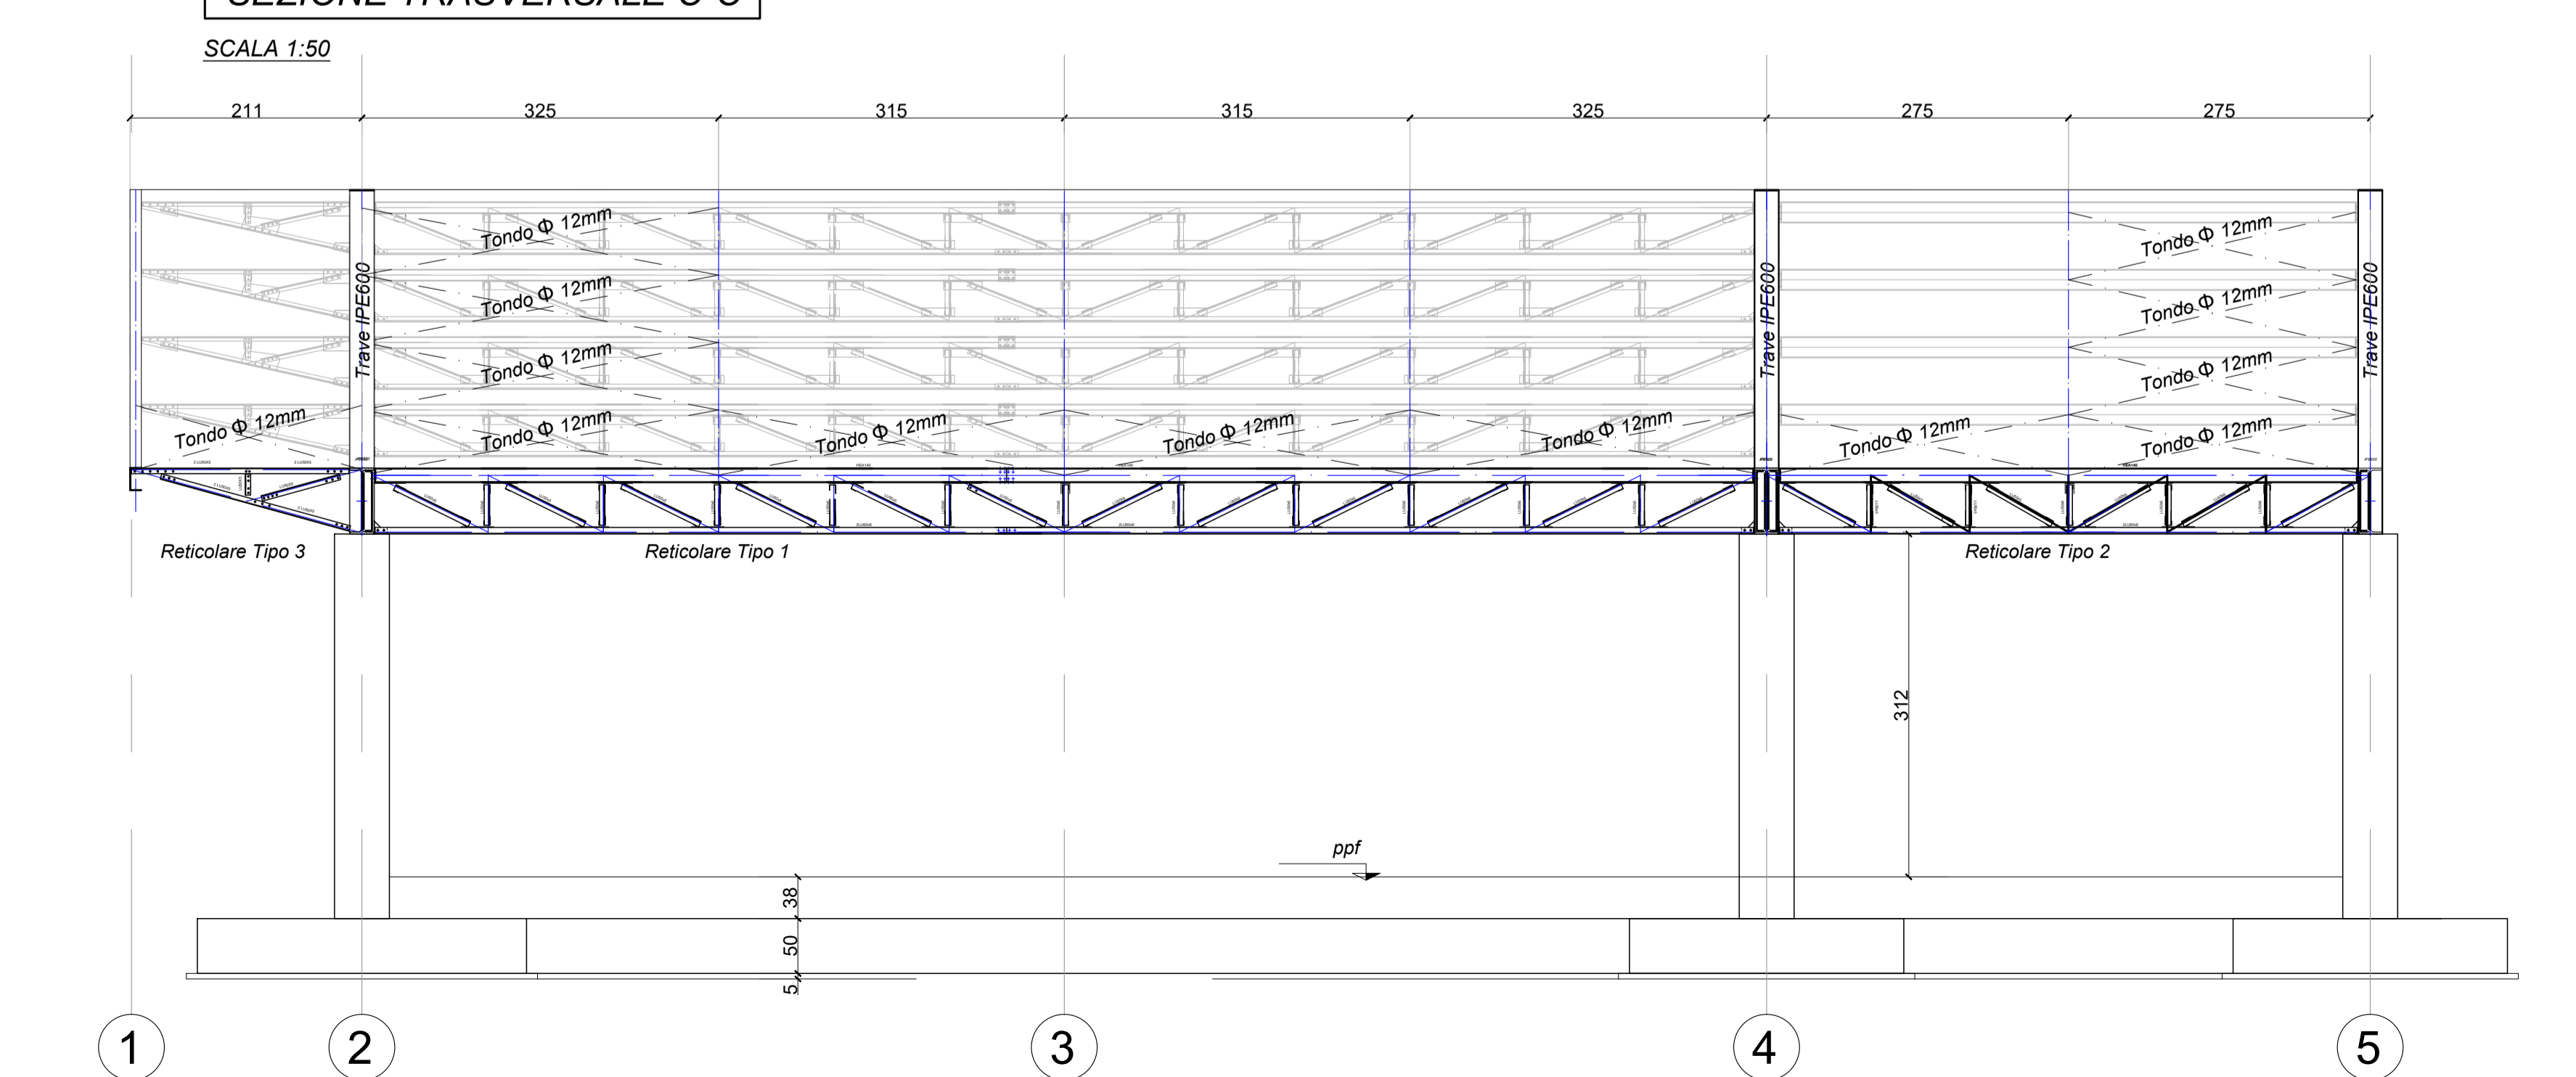 SEZIONE TRASVERSALE C-C
SCALA 1:50
211 325 315 315 325 275 275
Tondo Φ 12mm Tondo Φ 12mm
Tondo Φ 12mm Tondo Φ 12mm
Tondo Φ 12mm Tondo Φ 12mm
Tondo Φ 12mm Tondo Φ 12mm Tondo Φ 12mm Tondo Φ 12mm Tondo Φ 12mm Tondo Φ 12mm Tondo Φ 12mm
Trave IPE600
Trave IPE600
Trave IPE600
Reticolare Tipo 3 Reticolare Tipo 1 Reticolare Tipo 2
312
ppf
38
50
5
1 2 3 4 5